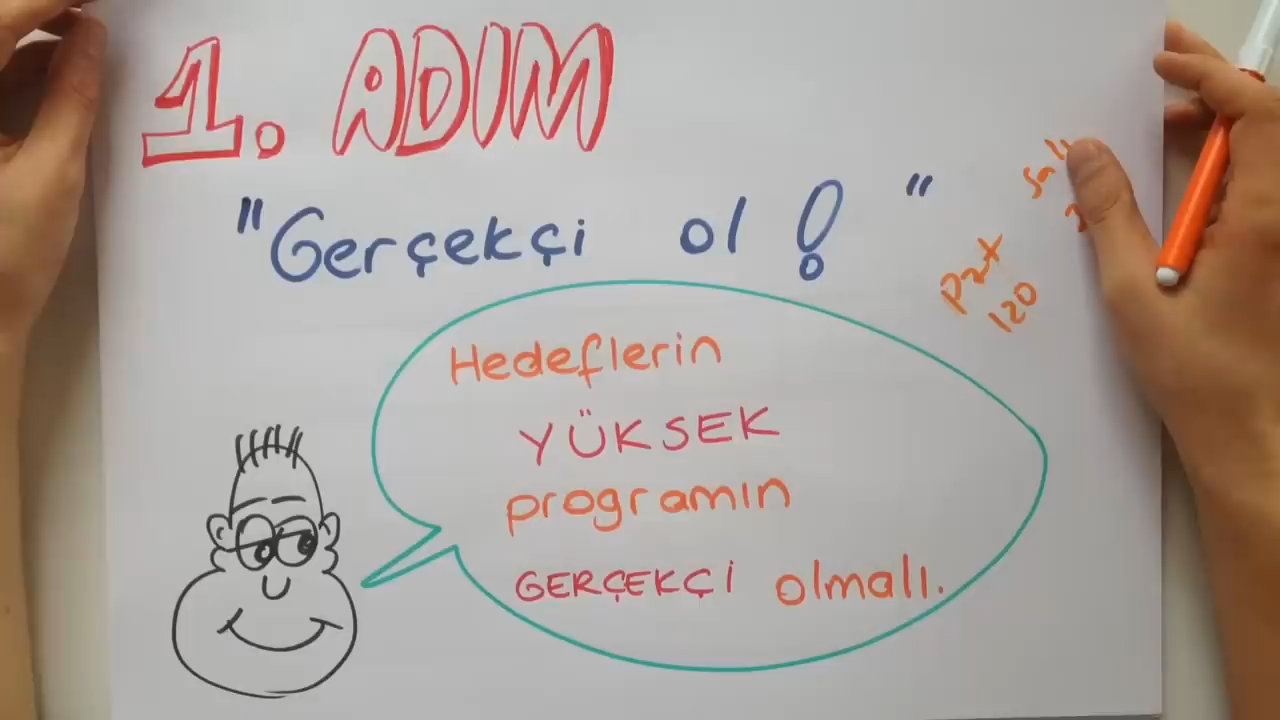 1. ADIM
"Gerçekçi ol! "
Pzt
120
Hedeflerin
YÜKSEK
programın
GERÇEKÇİ olmalı.